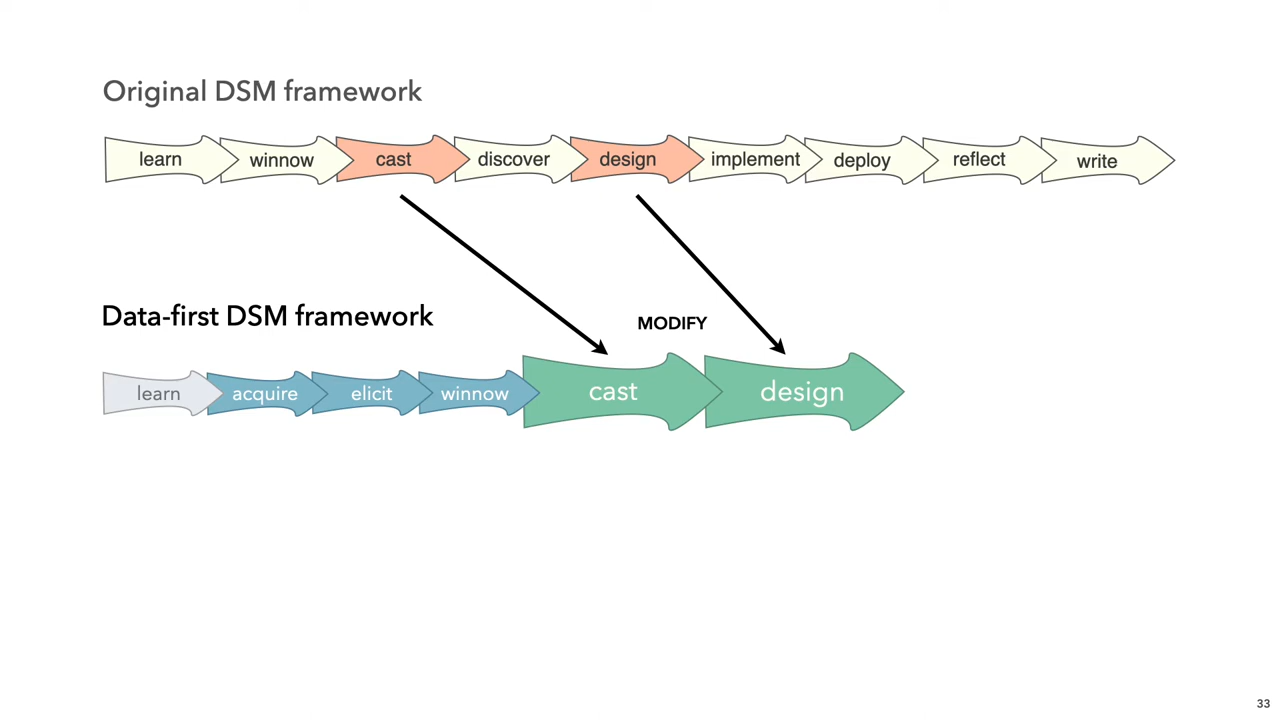 Original DSM framework
learn winnow cast discover design implement deploy reflect write
Data-first DSM framework
MODIFY
learn acquire elicit winnow cast design
33